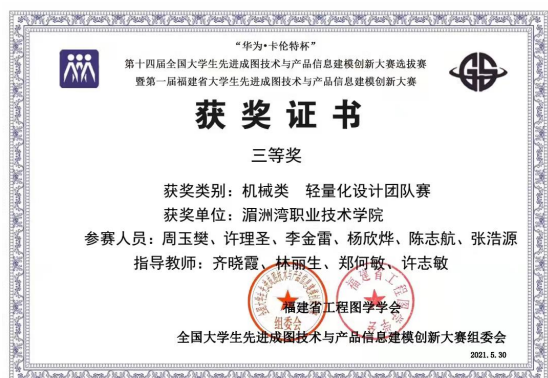 “华为·卡伦特杯”
第十四届全国大学生先进成图技术与产品信息建模创新大赛选拔赛
暨第一届福建省大学生先进成图技术与产品信息建模创新大赛
GS
获奖证书
三等奖
获奖类别：机械类 轻量化设计团队赛
获奖单位：湄洲湾职业技术学院
参赛人员：周玉樊、许理圣、李金雷、杨欣烨、陈志航、张浩源
指导教师：齐晓霞、林丽生、郑何敏、许志敏
福建省工程图学学会
组委会
全国大学生先进成图技术与产品信息建模创新大赛组委会
2021.5.30